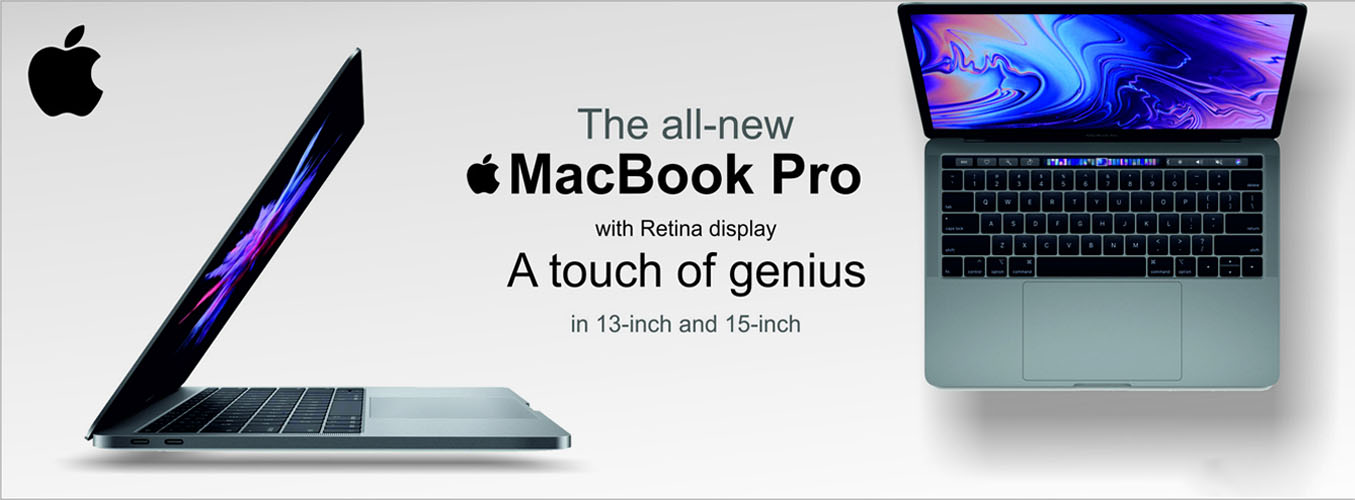 The all-new
MacBook Pro
with Retina display
A touch of genius
in 13-inch and 15-inch